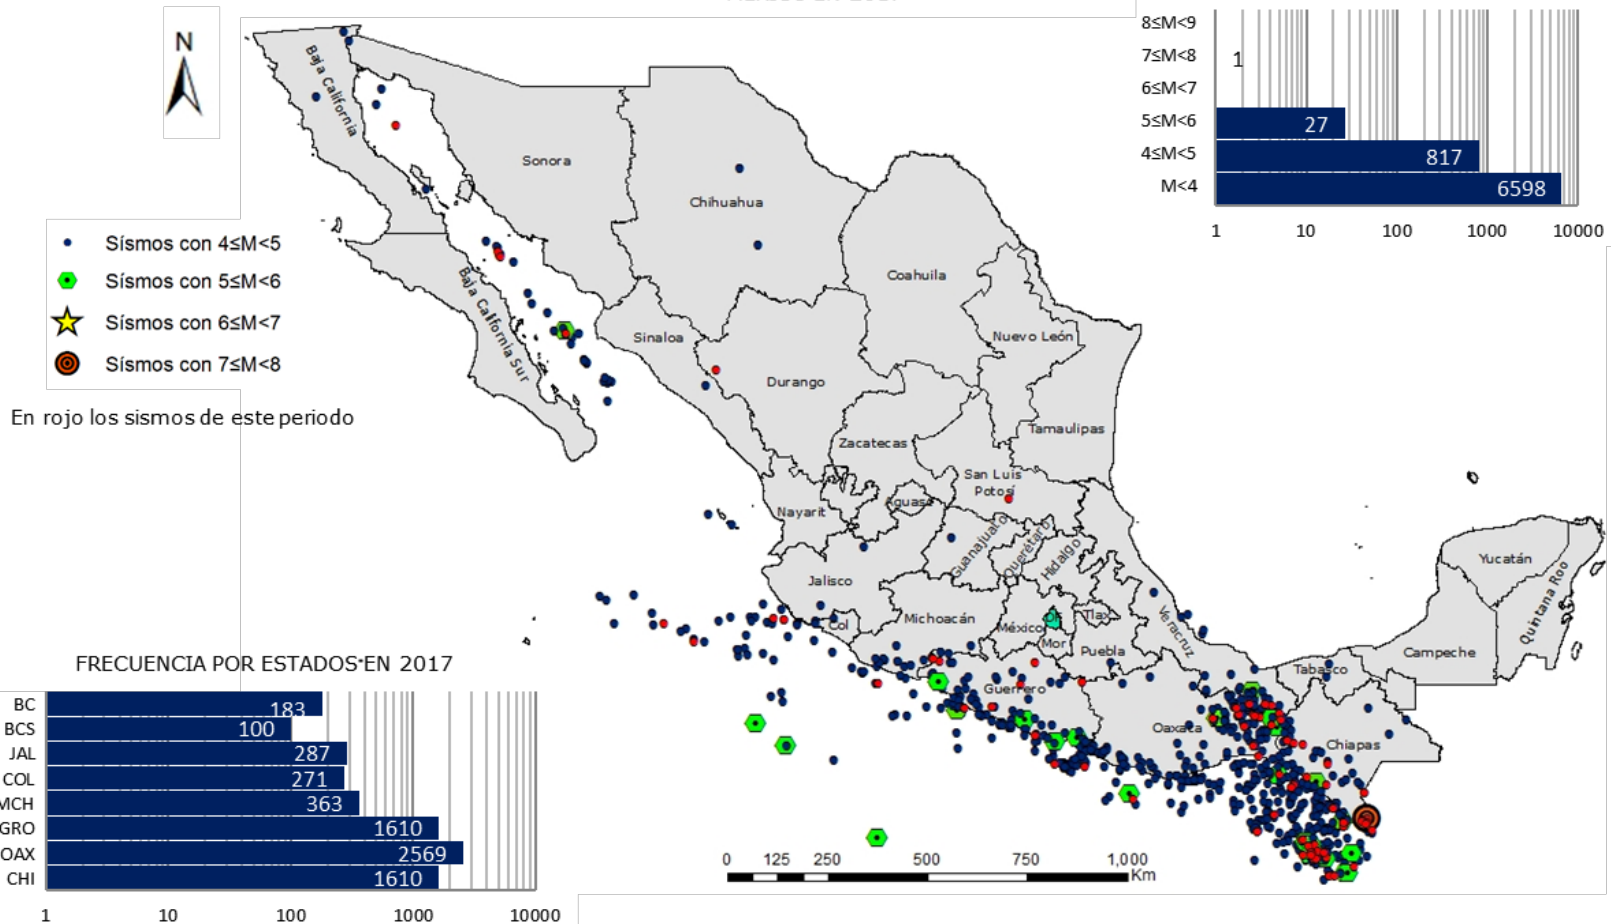 8≤M<9
7≤M<8
1
6≤M<7
5≤M<6
27
4≤M<5
817
M<4
6598
1
10
100
1000
10000
N
Baja California
Sonora
Chihuahua
Coahuila
Sísmos con 4≤M<5
Sísmos con 5≤M<6
Sísmos con 6≤M<7
Sísmos con 7≤M<8
En rojo los sismos de este periodo
Baja California Sur
Sinaloa
Nuevo León
Durango
Tamaulipas
Zacatecas
San Luis
Potosí
Aguasc
Nayarit
Guanajuato
Querétaro
Hidalgo
Yucatán
Quintana Roo
Jalisco
Michoacán
Col
México
DF
Tlax
Mor
Puebla
Veracruz
Campeche
Tabasco
Guerrero
Oaxaca
Chiapas
FRECUENCIA POR ESTADOS EN 2017
BC
183
BCS
100
JAL
287
COL
271
MCH
363
GRO
1610
OAX
2569
CHI
1610
1
10
100
1000
10000
0
125
250
500
750
1,000
Km